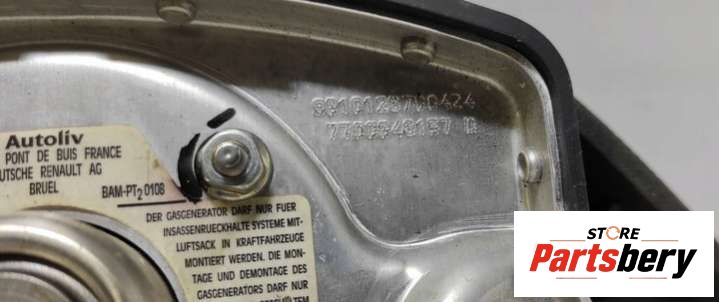 Autoliv
PONT DE BUIS FRANCE
UTSCHE RENAULT AG
BRUEL
BAM-PT₂ 0108
DER GASGENERATOR DARF NUR FUER
INSASSENRUECKHALTE SYSTEME MIT-
LUFTSACK IN KRAFTFAHRZEUGE
MONTIERT WERDEN. DIE MON-
TAGE UND DEMONTAGE DES
GASGENERATORS DARF NUR
STORE
Partsbery